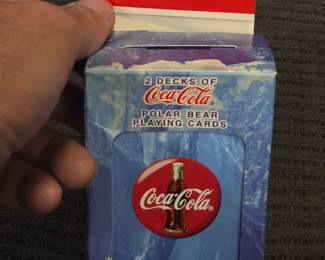 2 DECKS OF
Coca-Cola
POLAR BEAR
PLAYING CARDS
Coca-Cola